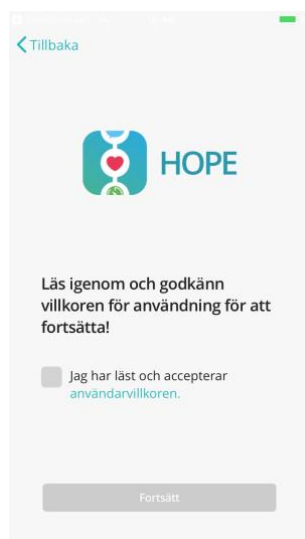 Tillbaka
HOPE
Läs igenom och godkänn
villkoren för användning för att
fortsätta!
Jag har läst och accepterar
användarvillkoren.
Fortsätt